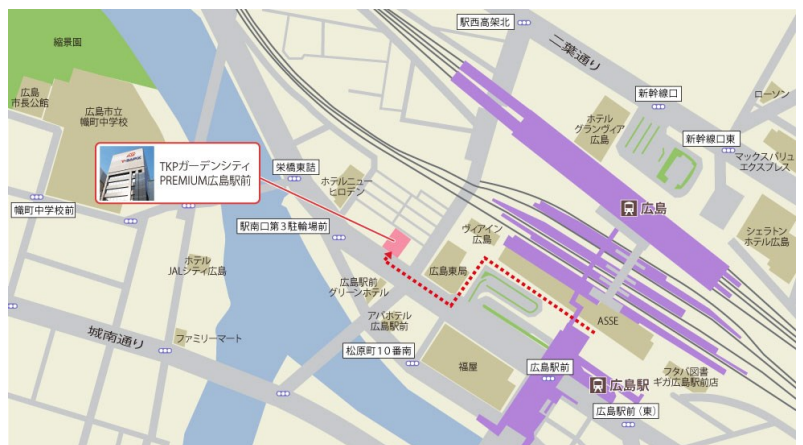 駅西高架北
二葉通り
縮景園
新幹線口
ローソン
広島
市長公館
広島市立
幟町中学校
ホテル
グランヴィア
広島
新幹線口東
マックスバリュ
エクスプレス
TKPガーデンシティ
PREMIUM広島駅前
栄橋東詰
ホテルニュー
ヒロデン
幟町中学校前
広島
駅南口第3駐輪場前
ヴィアイン
広島
シェラトン
ホテル広島
ホテル
JALシティ広島
広島東局
広島駅前
グリーンホテル
アパホテル
広島駅前
ASSE
城南通り
ファミリーマート
松原町10番南
福屋
広島駅前
フタバ図書
ギガ広島駅前店
広島駅
広島駅前(東)